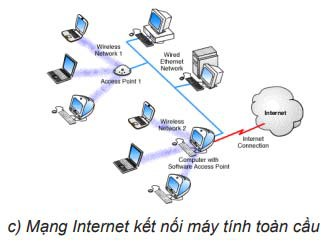 Wireless
Network 1
Wired
Ethernet
Network
Access Point 1
Wireless
Network 2
Internet
Internet
Connection
Computer with
Software Access Point
c) Mạng Internet kết nối máy tính toàn cầu